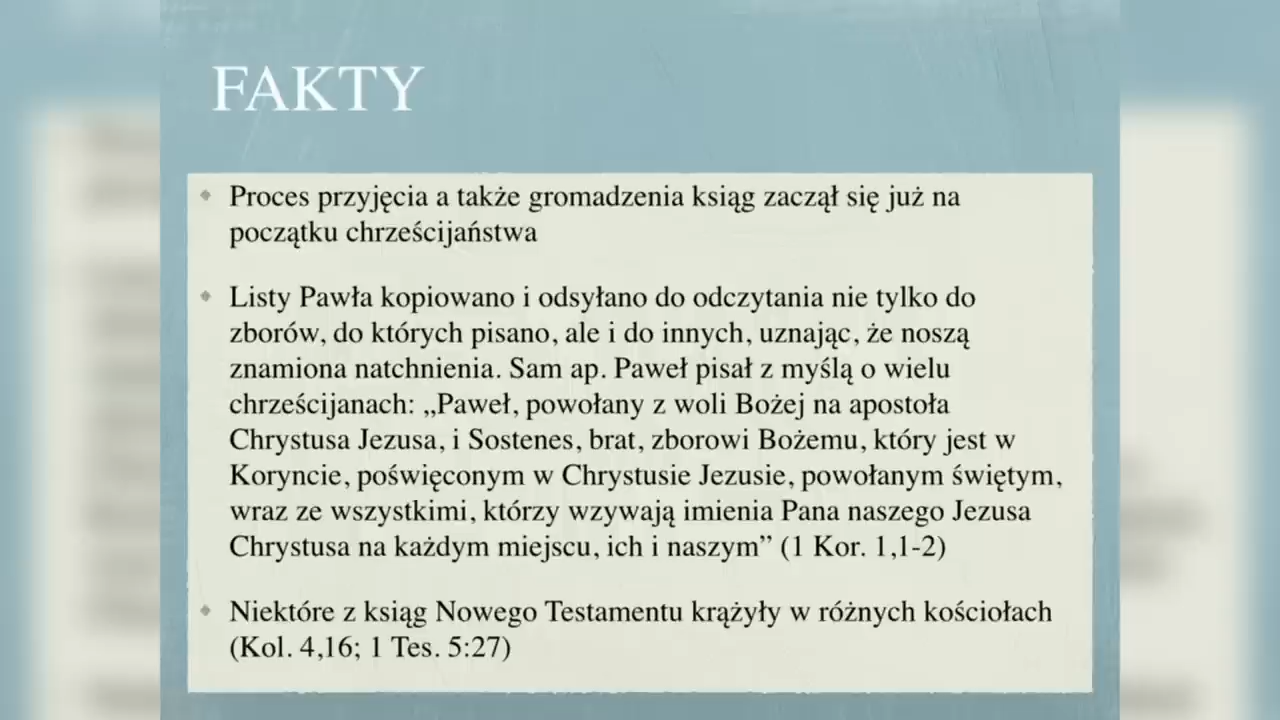 FAKTY
Proces przyjęcia a także gromadzenia ksiąg zaczął się już na
początku chrześcijaństwa
Listy Pawła kopiowano i odsyłano do odczytania nie tylko do
zborów, do których pisano, ale i do innych, uznając, że noszą
znamiona natchnienia. Sam ap. Paweł pisał z myślą o wielu
chrześcijanach: „Paweł, powołany z woli Bożej na apostoła
Chrystusa Jezusa, i Sostenes, brat, zborowi Bożemu, który jest w
Koryncie, poświęconym w Chrystusie Jezusie, powołanym świętym,
wraz ze wszystkimi, którzy wzywają imienia Pana naszego Jezusa
Chrystusa na każdym miejscu, ich i naszym” (1 Kor. 1,1-2)
Niektóre z ksiąg Nowego Testamentu krążyły w różnych kościołach
(Kol. 4,16; 1 Tes. 5:27)